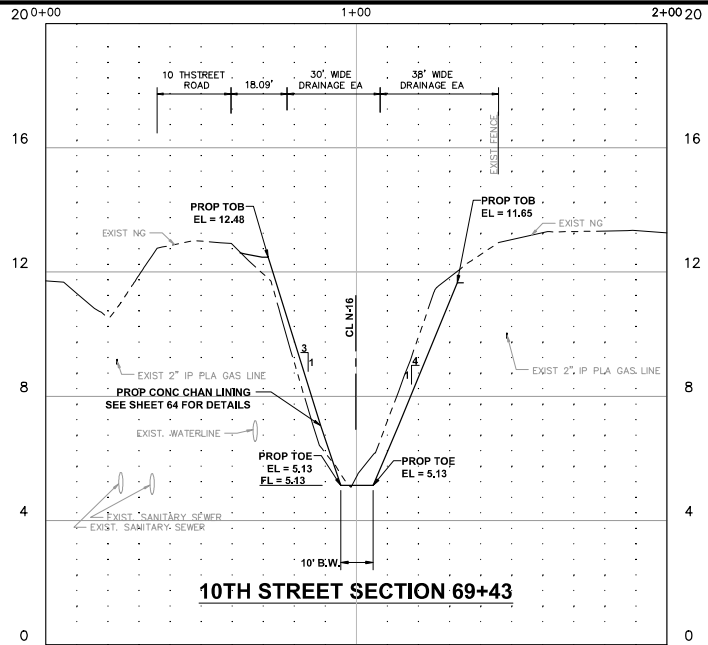 20 0+00 1+00 2+00 20
10 THSTREET
ROAD
18.09'
30' WIDE
DRAINAGE EA
38' WIDE
DRAINAGE EA
16 16
EXIST FENCE
PROP TOB
EL = 12.48
PROP TOB
EL = 11.65
EXIST NG
EXIST NG
12 12
CL N-16
3
1
4
1
EXIST 2" IP PLA GAS LINE
EXIST 2" IP PLA GAS LINE
PROP CONC CHAN LINING
SEE SHEET 64 FOR DETAILS
8 8
EXIST. WATERLINE
PROP TOE
EL = 5.13
FL = 5.13
PROP TOE
EL = 5.13
EXIST. SANITARY SEWER
EXIST. SANITARY SEWER
4 4
10' B.W.
10TH STREET SECTION 69+43
0 0